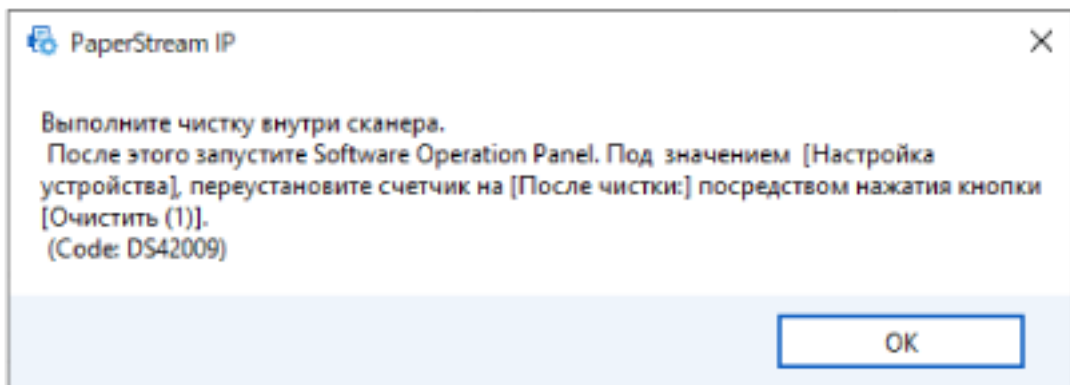 PaperStream IP
Выполните чистку внутри сканера.
После этого запустите Software Operation Panel. Под значением [Настройка
устройства], переустановите счетчик на [После чистки:] посредством нажатия кнопки
[Очистить (1)].
(Code: DS42009)
OK